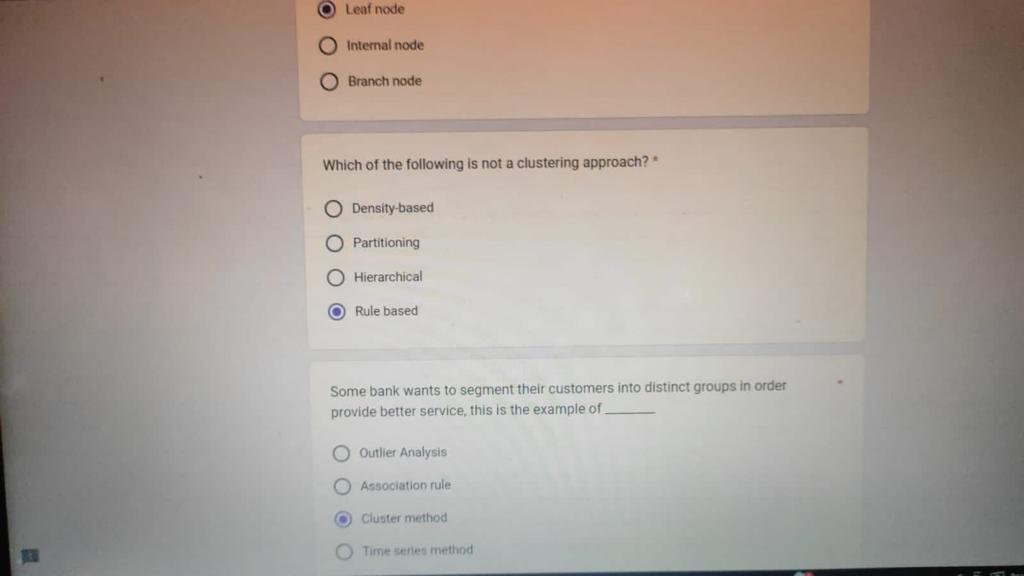 Leaf node
Internal node
Branch node
Which of the following is not a clustering approach? *
Density-based
Partitioning
Hierarchical
Rule based
Some bank wants to segment their customers into distinct groups in order *
provide better service, this is the example of ______
Outlier Analysis
Association rule
Cluster method
Time series method